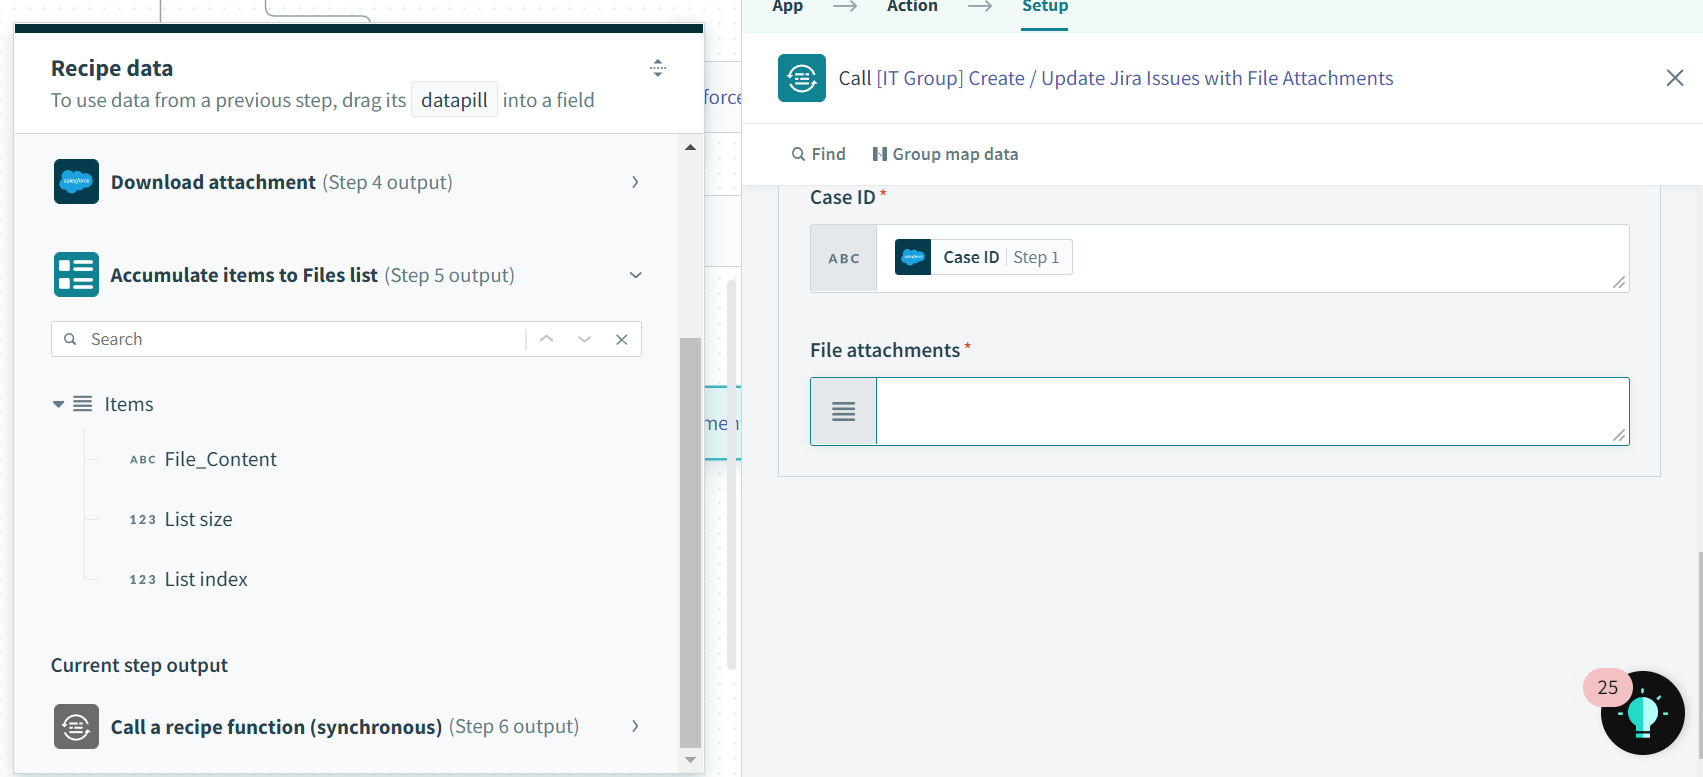 Recipe data
To use data from a previous step, drag its datapill into a field
salesforce
Download attachment (Step 4 output)
Accumulate items to Files list (Step 5 output)
Search
Items
ABC File_Content
123 List size
123 List index
Current step output
Call a recipe function (synchronous) (Step 6 output)
force
men
App → Action → Setup
Call [IT Group] Create / Update Jira Issues with File Attachments
Find Group map data
Case ID *
ABC Case ID Step 1
File attachments *
25